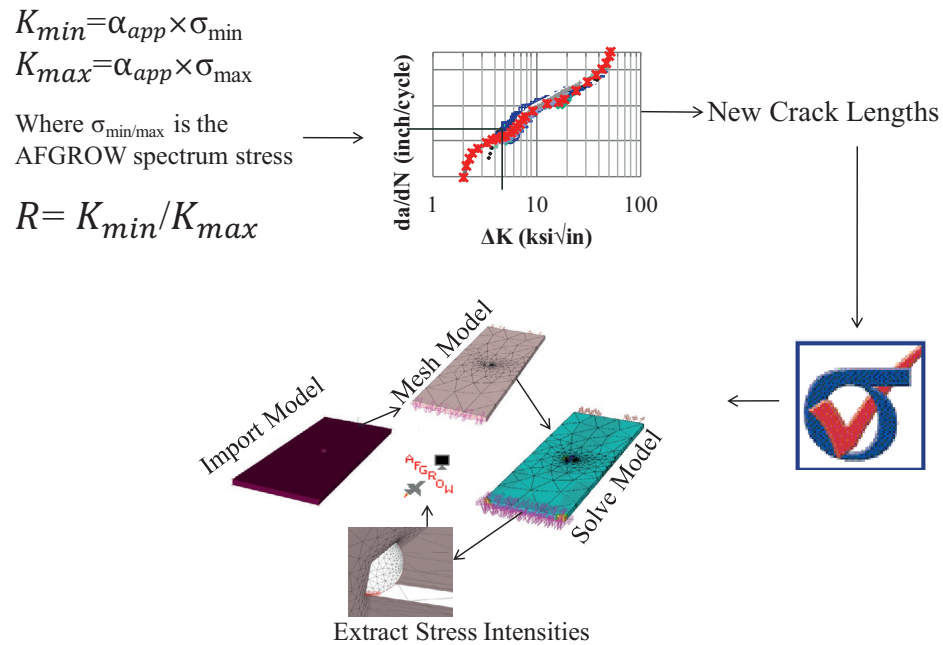 K_min=α_app×σ_min
K_max=α_app×σ_max
Where σ_min/max is the
AFGROW spectrum stress
R= K_min/K_max
da/dN (inch/cycle)
1 10 100
ΔK (ksi√in)
New Crack Lengths
Import Model
Mesh Model
Solve Model
AFGROW
σ
Extract Stress Intensities